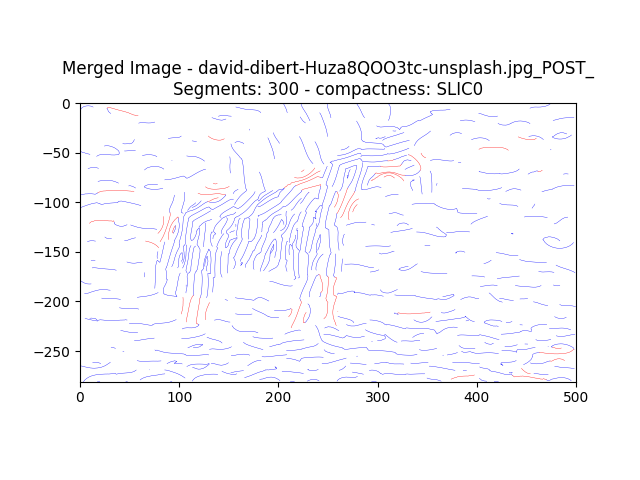 Merged Image - david-dibert-Huza8QOO3tc-unsplash.jpg_POST_
Segments: 300 - compactness: SLIC0
0
−50
−100
−150
−200
−250
0 100 200 300 400 500